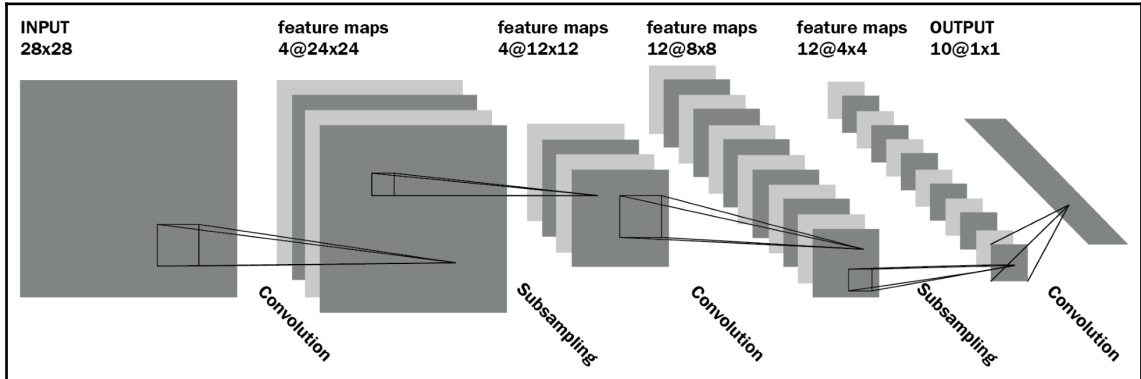 INPUT
28x28
feature maps
4@24x24
feature maps
4@12x12
feature maps
12@8x8
feature maps
12@4x4
OUTPUT
10@1x1
Convolution
Subsampling
Convolution
Subsampling
Convolution